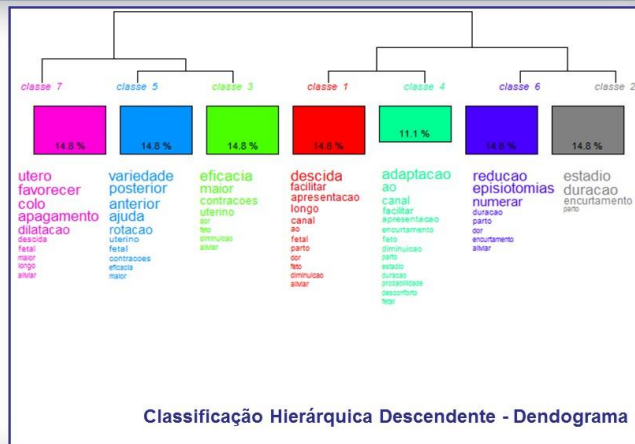 classe 7
classe 5
classe 3
classe 1
classe 4
classe 6
classe 2
14.8 %
14.8 %
14.8 %
14.8 %
11.1 %
14.8 %
14.8 %
utero
favorecer
colo
apagamento
dilatacao
descida
fetal
maior
longo
aliviar
variedade
posterior
anterior
ajuda
rotacao
uterino
fetal
contracoes
eficacia
maior
eficacia
maior
contracoes
uterino
dor
feto
diminuicao
aliviar
descida
facilitar
apresentacao
longo
canal
ao
fetal
parto
dor
feto
diminuicao
aliviar
adaptacao
ao
canal
facilitar
apresentacao
encurtamento
feto
diminuicao
parto
estadio
duracao
probabilidade
desconforto
fetal
reducao
episiotomias
numerar
duracao
parto
dor
encurtamento
aliviar
estadio
duracao
encurtamento
parto
Classificação Hierárquica Descendente - Dendograma